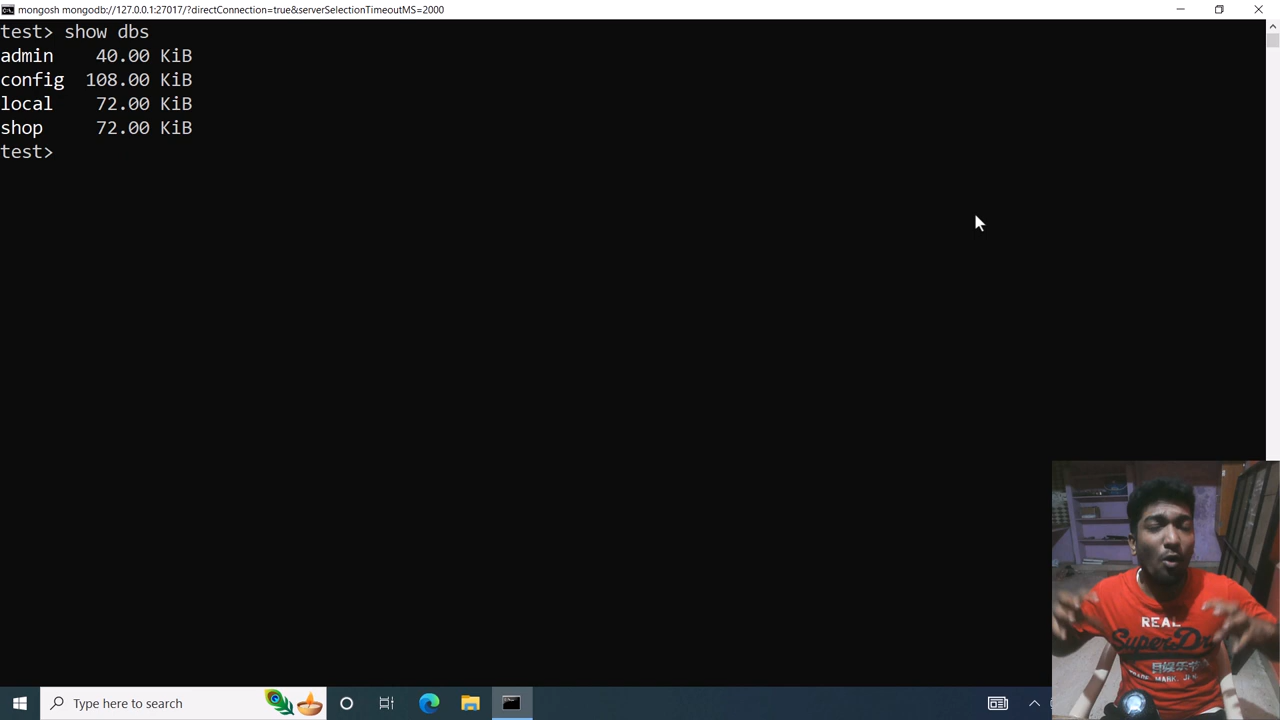 mongosh mongodb://127.0.0.1:27017/?directConnection=true&serverSelectionTimeoutMS=2000
test> show dbs
admin 40.00 KiB
config 108.00 KiB
local 72.00 KiB
shop 72.00 KiB
test>
REAL
Type here to search